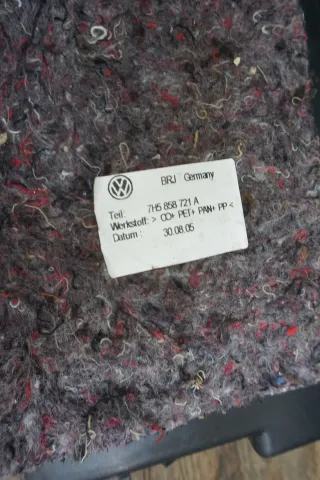 BRJ Germany
Teil: 7H5 858 721 A
Werkstoff: > CO+ PET+ PAN+ PP <
Datum : 30.08.05